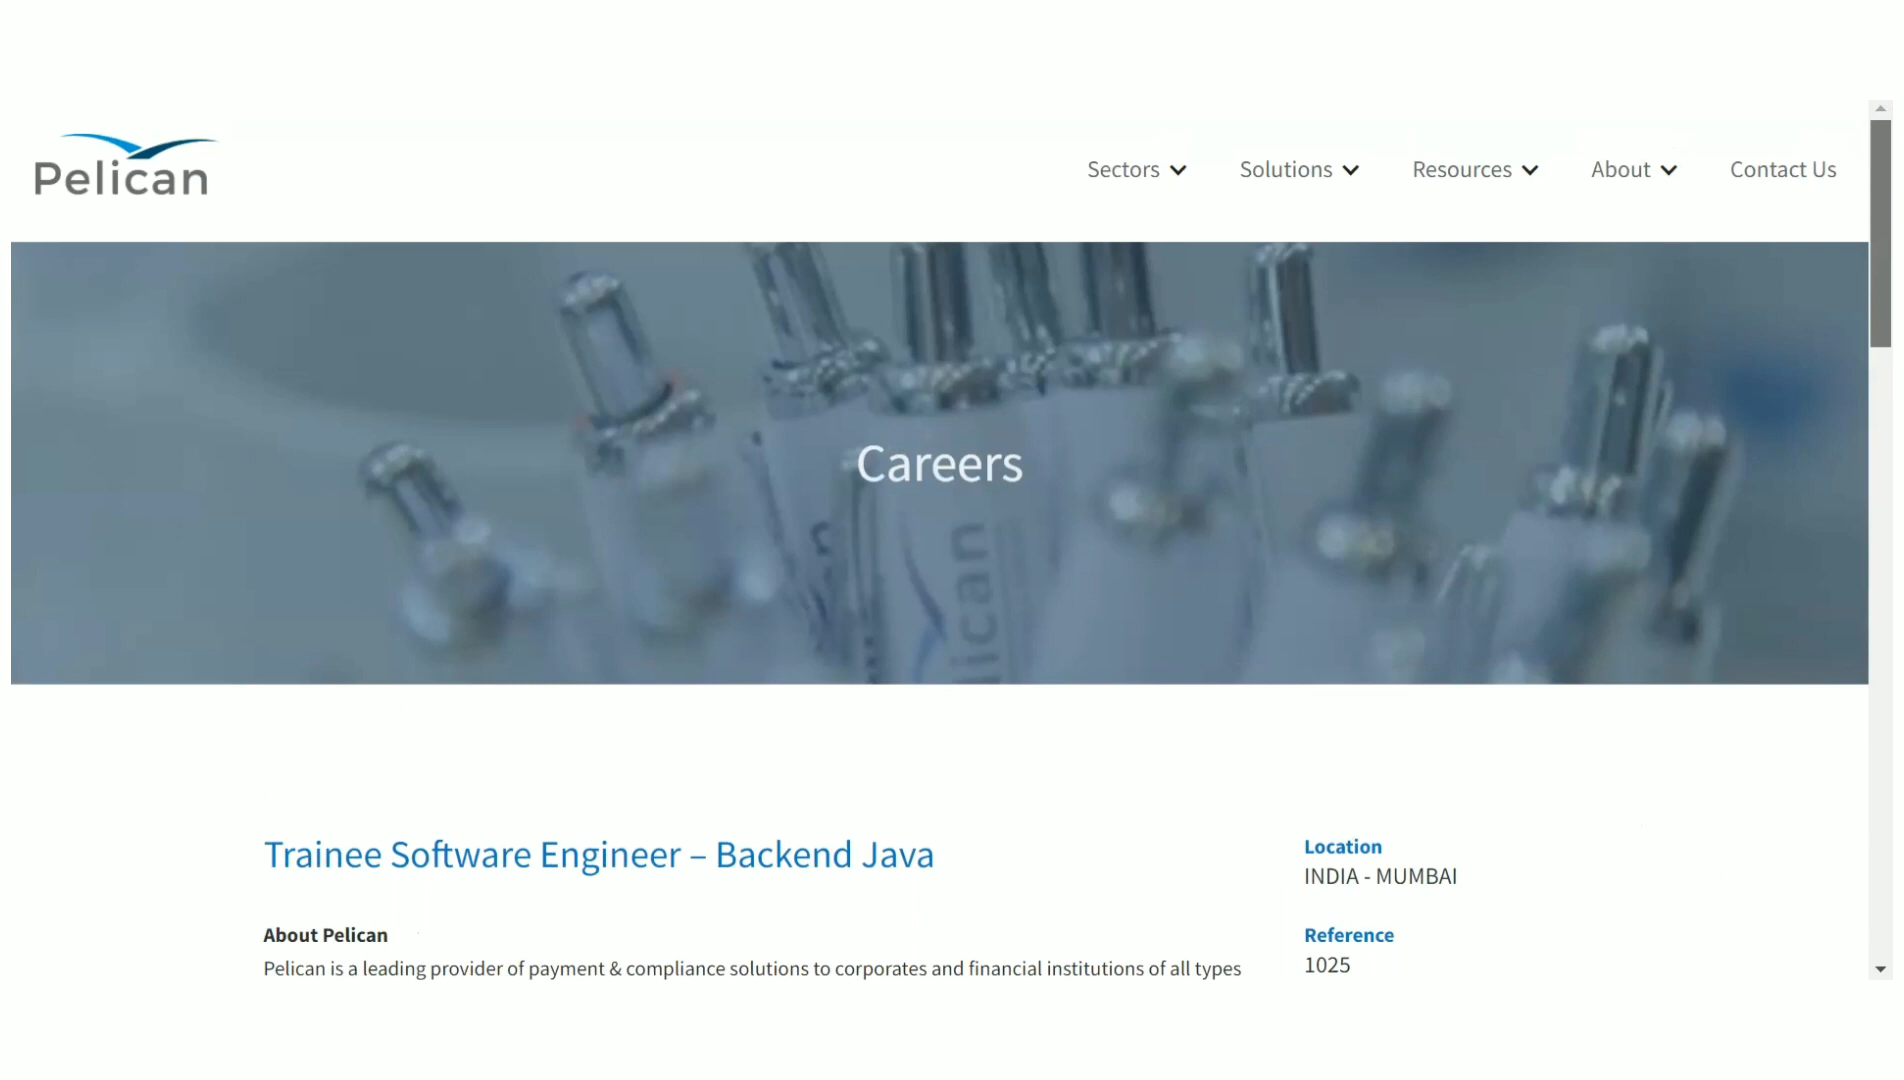 Pelican
Sectors
Solutions
Resources
About
Contact Us
Careers
lican
Trainee Software Engineer – Backend Java
Location
INDIA - MUMBAI
About Pelican
Reference
Pelican is a leading provider of payment & compliance solutions to corporates and financial institutions of all types
1025